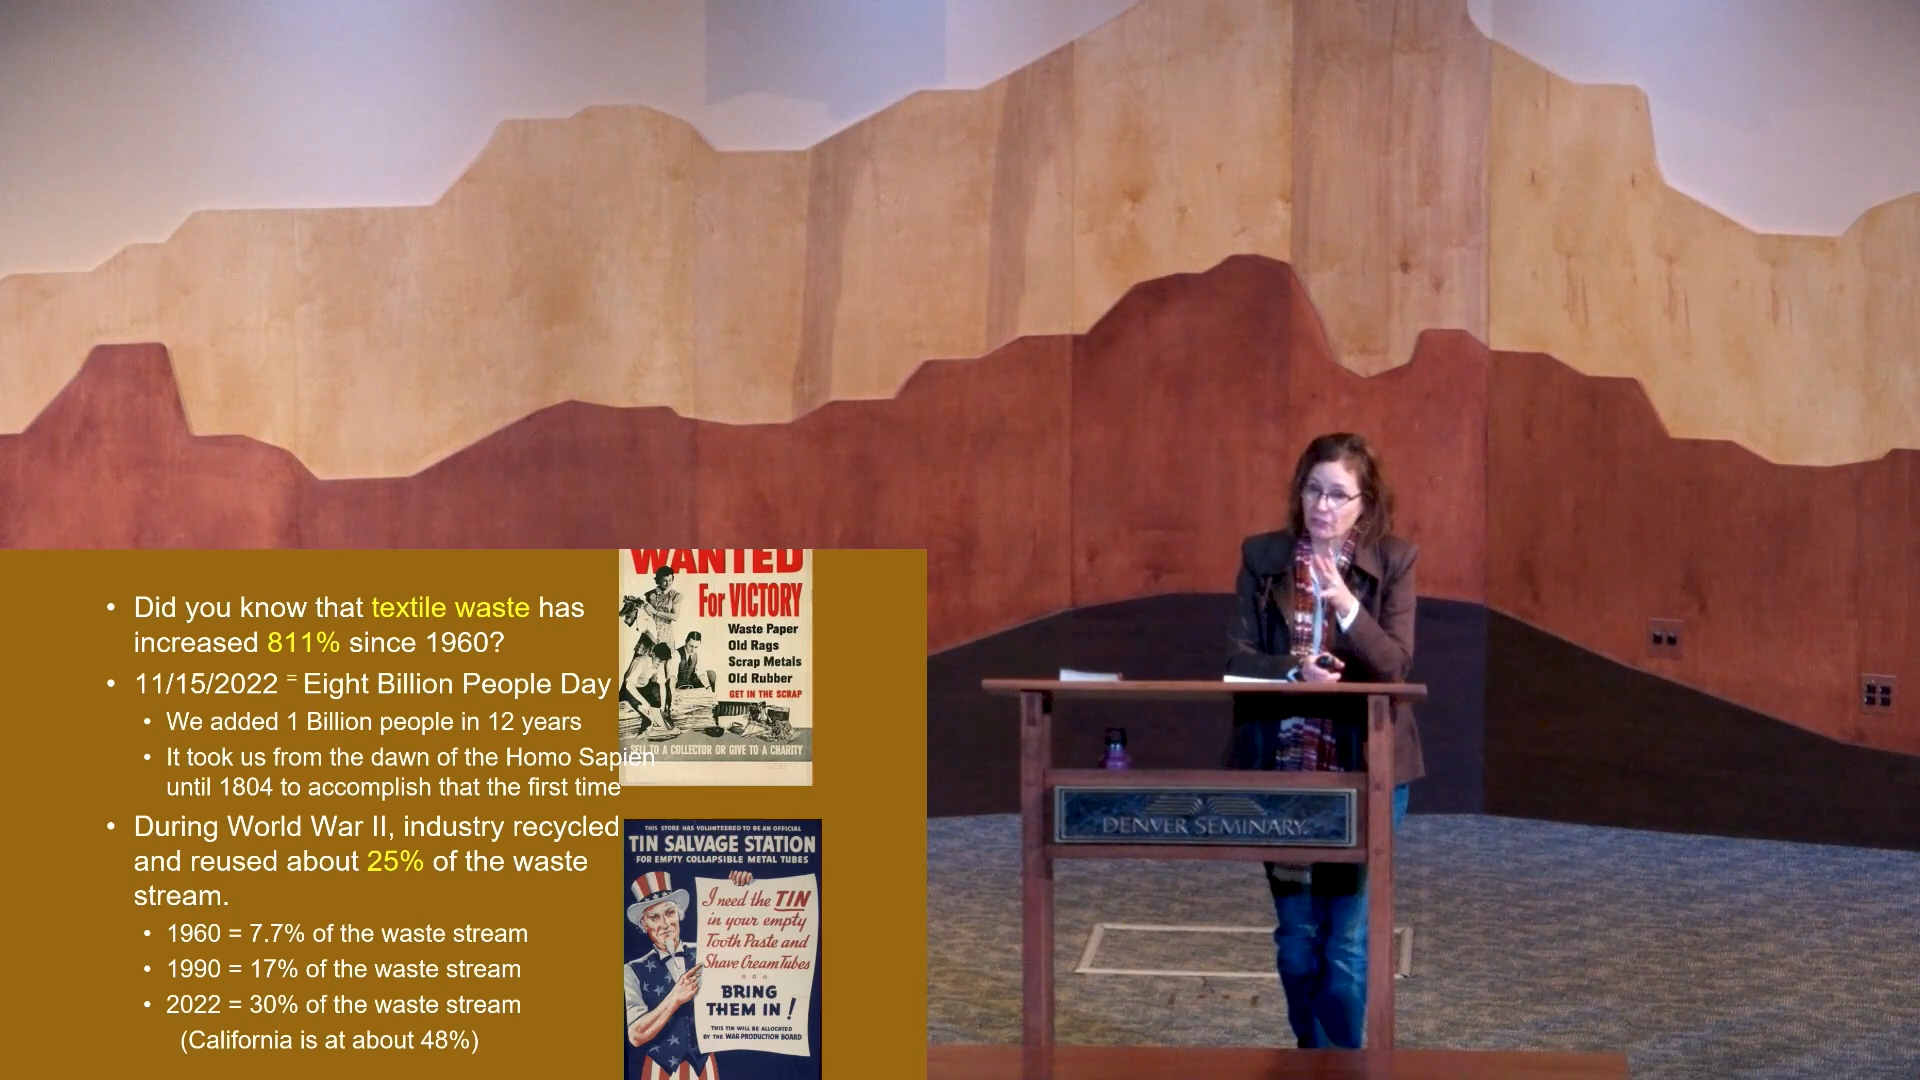 • Did you know that textile waste has
increased 811% since 1960?
• 11/15/2022 = Eight Billion People Day
• We added 1 Billion people in 12 years
• It took us from the dawn of the Homo Sapien
until 1804 to accomplish that the first time
• During World War II, industry recycled
and reused about 25% of the waste
stream.
• 1960 = 7.7% of the waste stream
• 1990 = 17% of the waste stream
• 2022 = 30% of the waste stream
(California is at about 48%)
WANTED
For VICTORY
Waste Paper
Old Rags
Scrap Metals
Old Rubber
GET IN THE SCRAP
SELL TO A COLLECTOR OR GIVE TO A CHARITY
THIS STORE HAS VOLUNTEERED TO BE AN OFFICIAL
TIN SALVAGE STATION
FOR EMPTY COLLAPSIBLE METAL TUBES
I need the TIN
in your empty
Tooth Paste and
Shave Cream Tubes
BRING
THEM IN!
THIS TIN WILL BE ALLOCATED
BY THE WAR PRODUCTION BOARD
DENVER SEMINARY